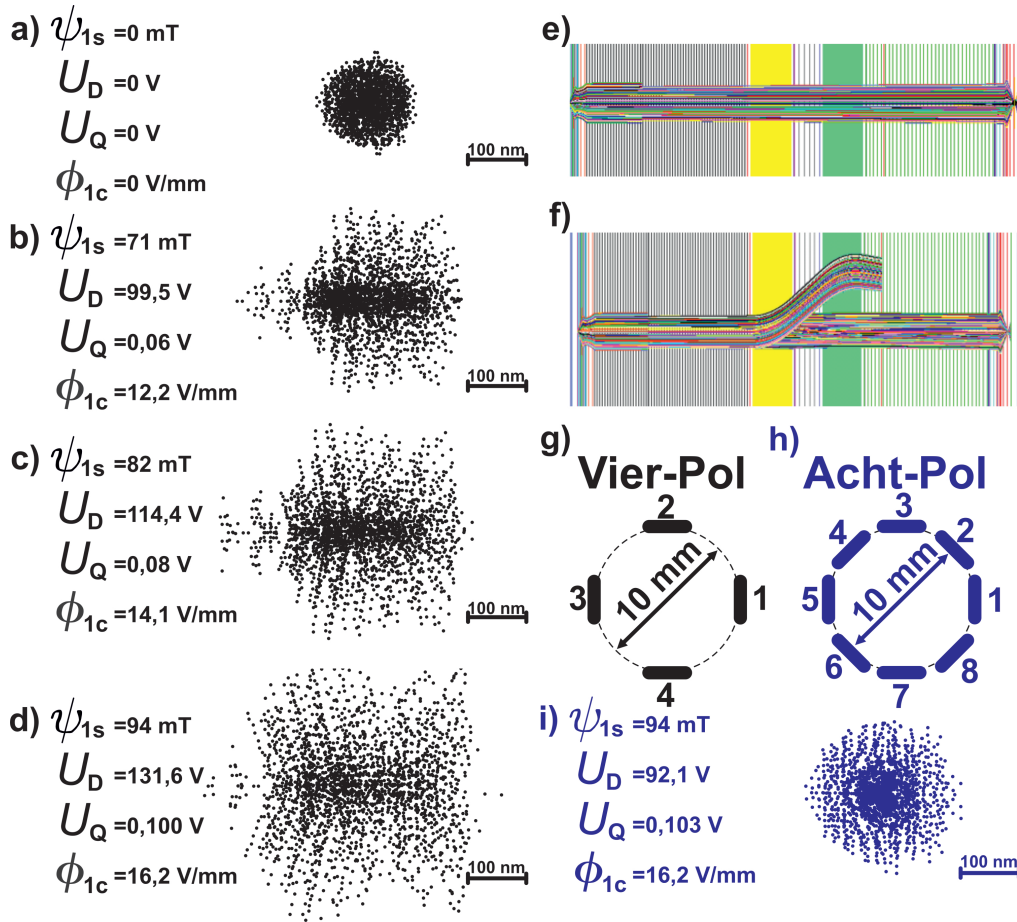 a) ψ1s =0 mT
UD =0 V
UQ =0 V
ϕ1c =0 V/mm
100 nm
b) ψ1s =71 mT
UD =99,5 V
UQ =0,06 V
ϕ1c =12,2 V/mm
100 nm
c) ψ1s =82 mT
UD =114,4 V
UQ =0,08 V
ϕ1c =14,1 V/mm
100 nm
d) ψ1s =94 mT
UD =131,6 V
UQ =0,100 V
ϕ1c =16,2 V/mm
100 nm
e)
f)
g)
Vier-Pol
2
3
10 mm
1
4
h)
Acht-Pol
3
4
2
5
10 mm
1
6
8
7
i) ψ1s =94 mT
UD =92,1 V
UQ =0,103 V
ϕ1c =16,2 V/mm
100 nm